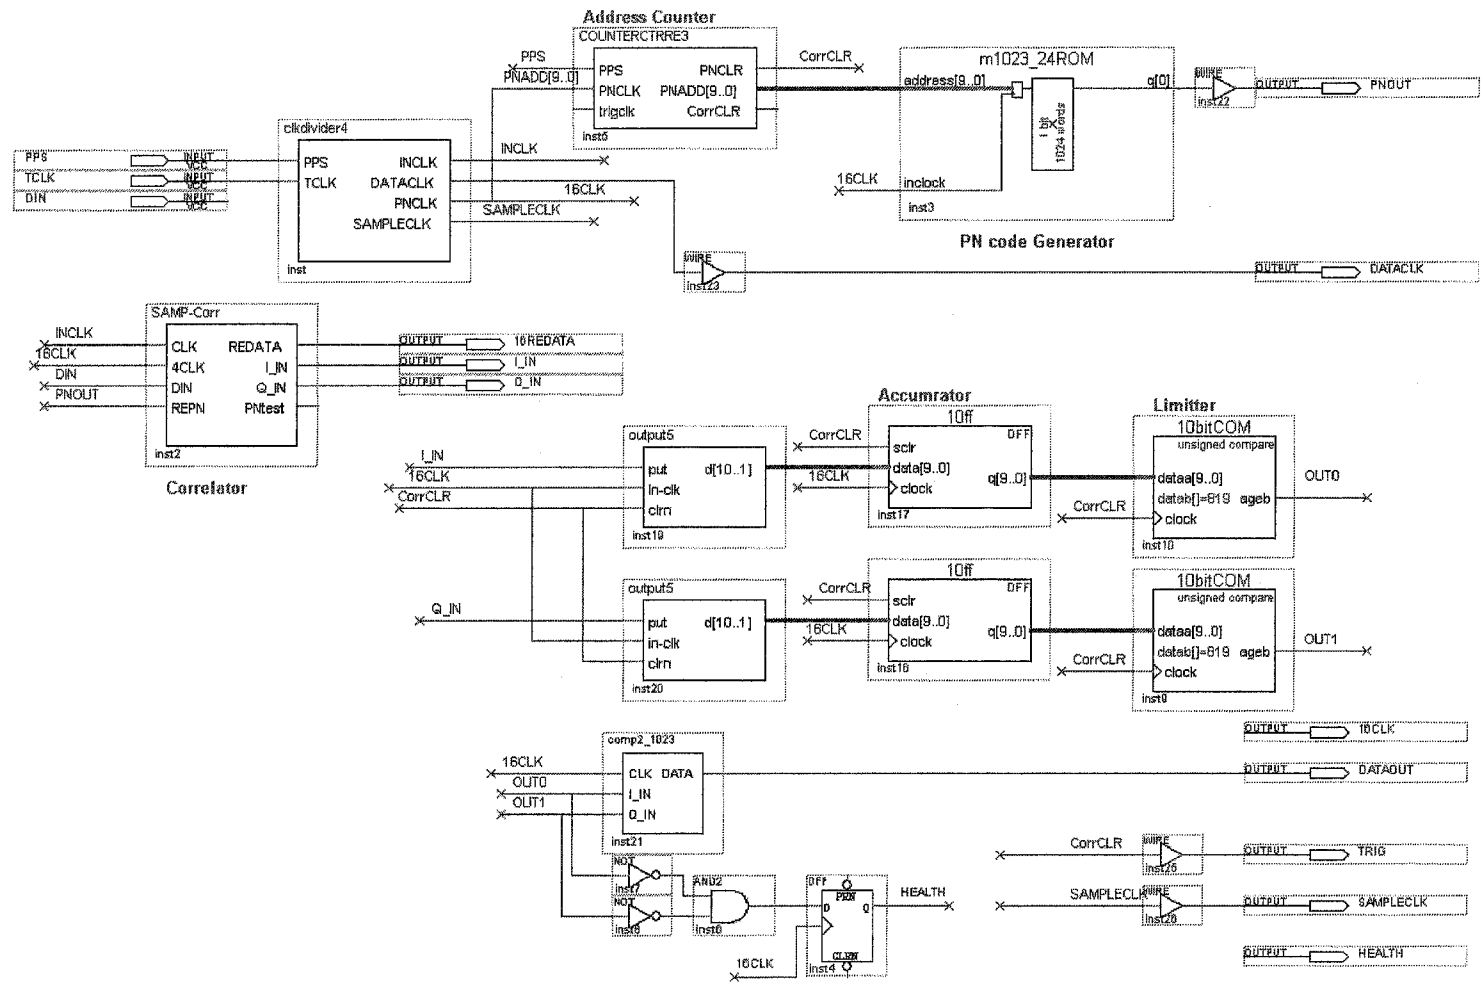 Address Counter
COUNTERCTRRE3
PPS
PNADD[9..0]
PPS
PNCLK
trigclk
PNCLR
PNADD[9..0]
CorrCLR
inst5
CorrCLR
m1023_24ROM
address[9..0]
q[0]
1 bit
1024 words
16CLK
inclock
inst3
PN code Generator
WIRE
inst22
OUTPUT
PNOUT
clkdivider4
PPS
INPUT
VCC
TCLK
INPUT
VCC
DIN
INPUT
VCC
PPS
TCLK
INCLK
DATACLK
PNCLK
SAMPLECLK
inst
INCLK
16CLK
SAMPLECLK
WIRE
inst23
OUTPUT
DATACLK
SAMP-Corr
INCLK
16CLK
DIN
PNOUT
CLK
4CLK
DIN
REPN
REDATA
I_IN
Q_IN
PNtest
inst2
Correlator
OUTPUT
16REDATA
OUTPUT
I_IN
OUTPUT
Q_IN
I_IN
16CLK
CorrCLR
output5
put
in-clk
clrn
d[10..1]
inst19
Accumrator
10ff
DFF
CorrCLR
16CLK
sclr
data[9..0]
clock
q[9..0]
inst17
Limitter
10bitCOM
unsigned compare
dataa[9..0]
datab[]=819
ageb
CorrCLR
clock
inst10
OUT0
Q_IN
output5
put
in-clk
clrn
d[10..1]
inst20
10ff
DFF
CorrCLR
16CLK
sclr
data[9..0]
clock
q[9..0]
inst16
10bitCOM
unsigned compare
dataa[9..0]
datab[]=819
ageb
CorrCLR
clock
inst9
OUT1
OUTPUT
16CLK
comp2_1023
16CLK
OUT0
OUT1
CLK
DATA
I_IN
Q_IN
inst21
OUTPUT
DATAOUT
NOT
inst7
NOT
inst8
AND2
inst6
DFF
PRN
D
Q
CLRN
inst4
16CLK
HEALTH
CorrCLR
WIRE
inst25
OUTPUT
TRIG
SAMPLECLK
WIRE
inst26
OUTPUT
SAMPLECLK
OUTPUT
HEALTH